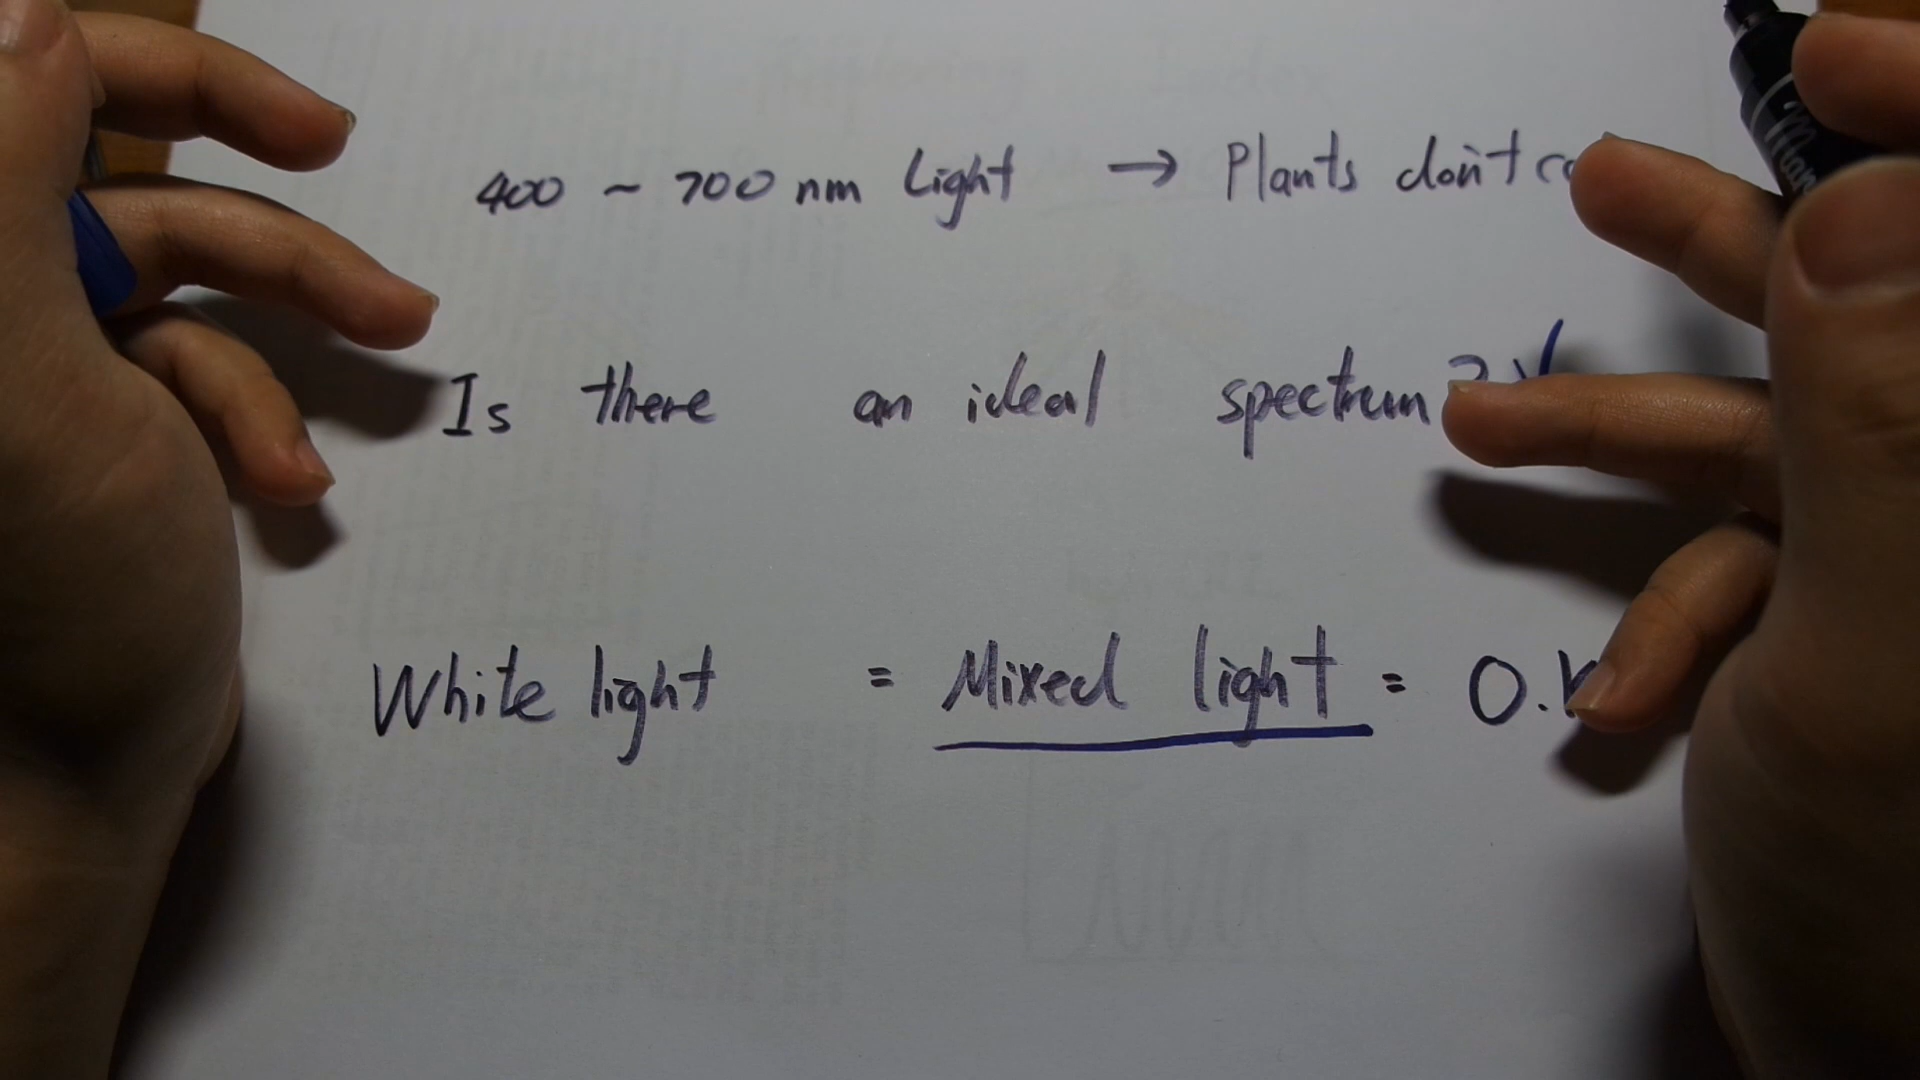 400 ~ 700 nm Light → Plants don't
Is there an ideal spectrum?
White light = Mixed light = O.K